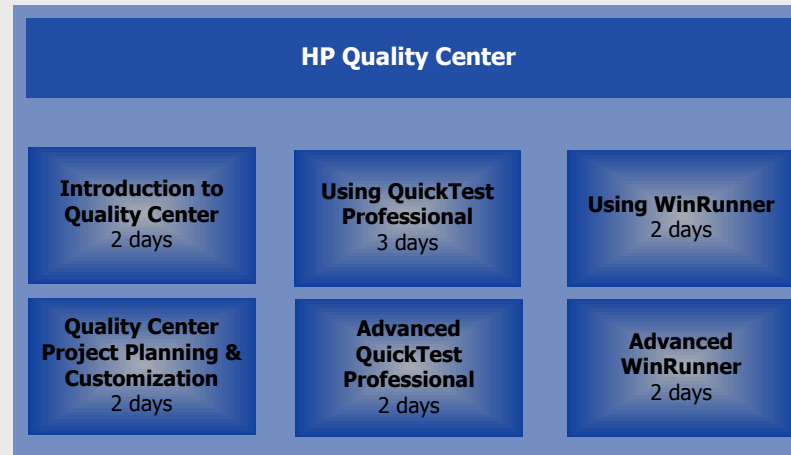 HP Quality Center
Introduction to
Quality Center
2 days
Using QuickTest
Professional
3 days
Using WinRunner
2 days
Quality Center
Project Planning &
Customization
2 days
Advanced
QuickTest
Professional
2 days
Advanced
WinRunner
2 days